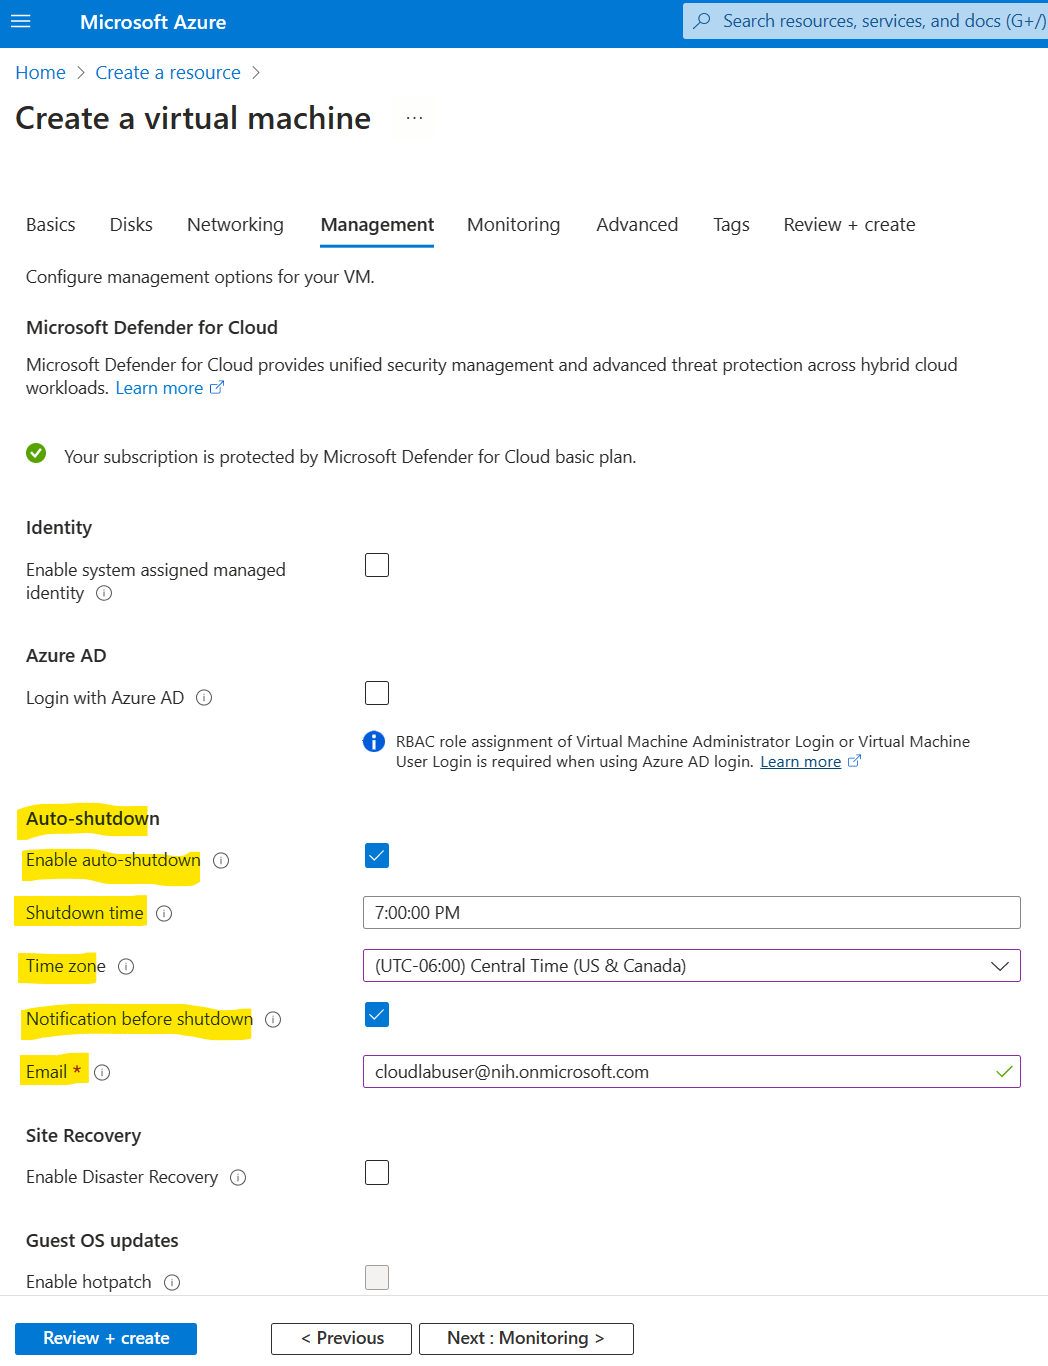 Microsoft Azure
Search resources, services, and docs (G+/)
Home > Create a resource >
Create a virtual machine ...
Basics Disks Networking Management Monitoring Advanced Tags Review + create
Configure management options for your VM.
Microsoft Defender for Cloud
Microsoft Defender for Cloud provides unified security management and advanced threat protection across hybrid cloud
workloads. Learn more
Your subscription is protected by Microsoft Defender for Cloud basic plan.
Identity
Enable system assigned managed
identity
Azure AD
Login with Azure AD
RBAC role assignment of Virtual Machine Administrator Login or Virtual Machine
User Login is required when using Azure AD login. Learn more
Auto-shutdown
Enable auto-shutdown
Shutdown time 7:00:00 PM
Time zone (UTC-06:00) Central Time (US & Canada)
Notification before shutdown
Email * cloudlabuser@nih.onmicrosoft.com
Site Recovery
Enable Disaster Recovery
Guest OS updates
Enable hotpatch
Review + create < Previous Next : Monitoring >